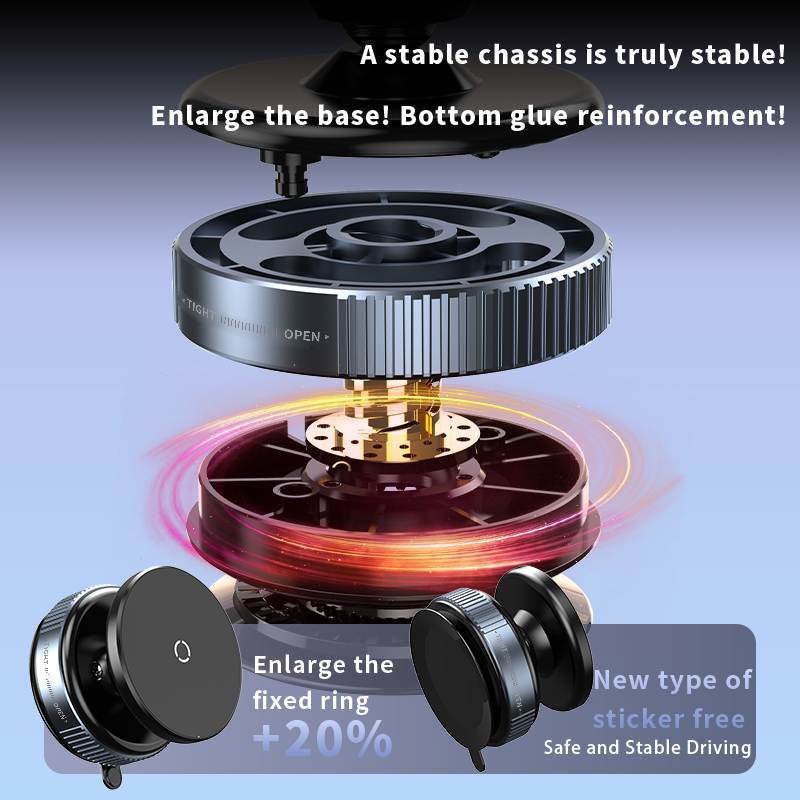 A stable chassis is truly stable!
Enlarge the base! Bottom glue reinforcement!
TIGHT OPEN
Enlarge the
fixed ring
+20%
New type of
sticker free
Safe and Stable Driving